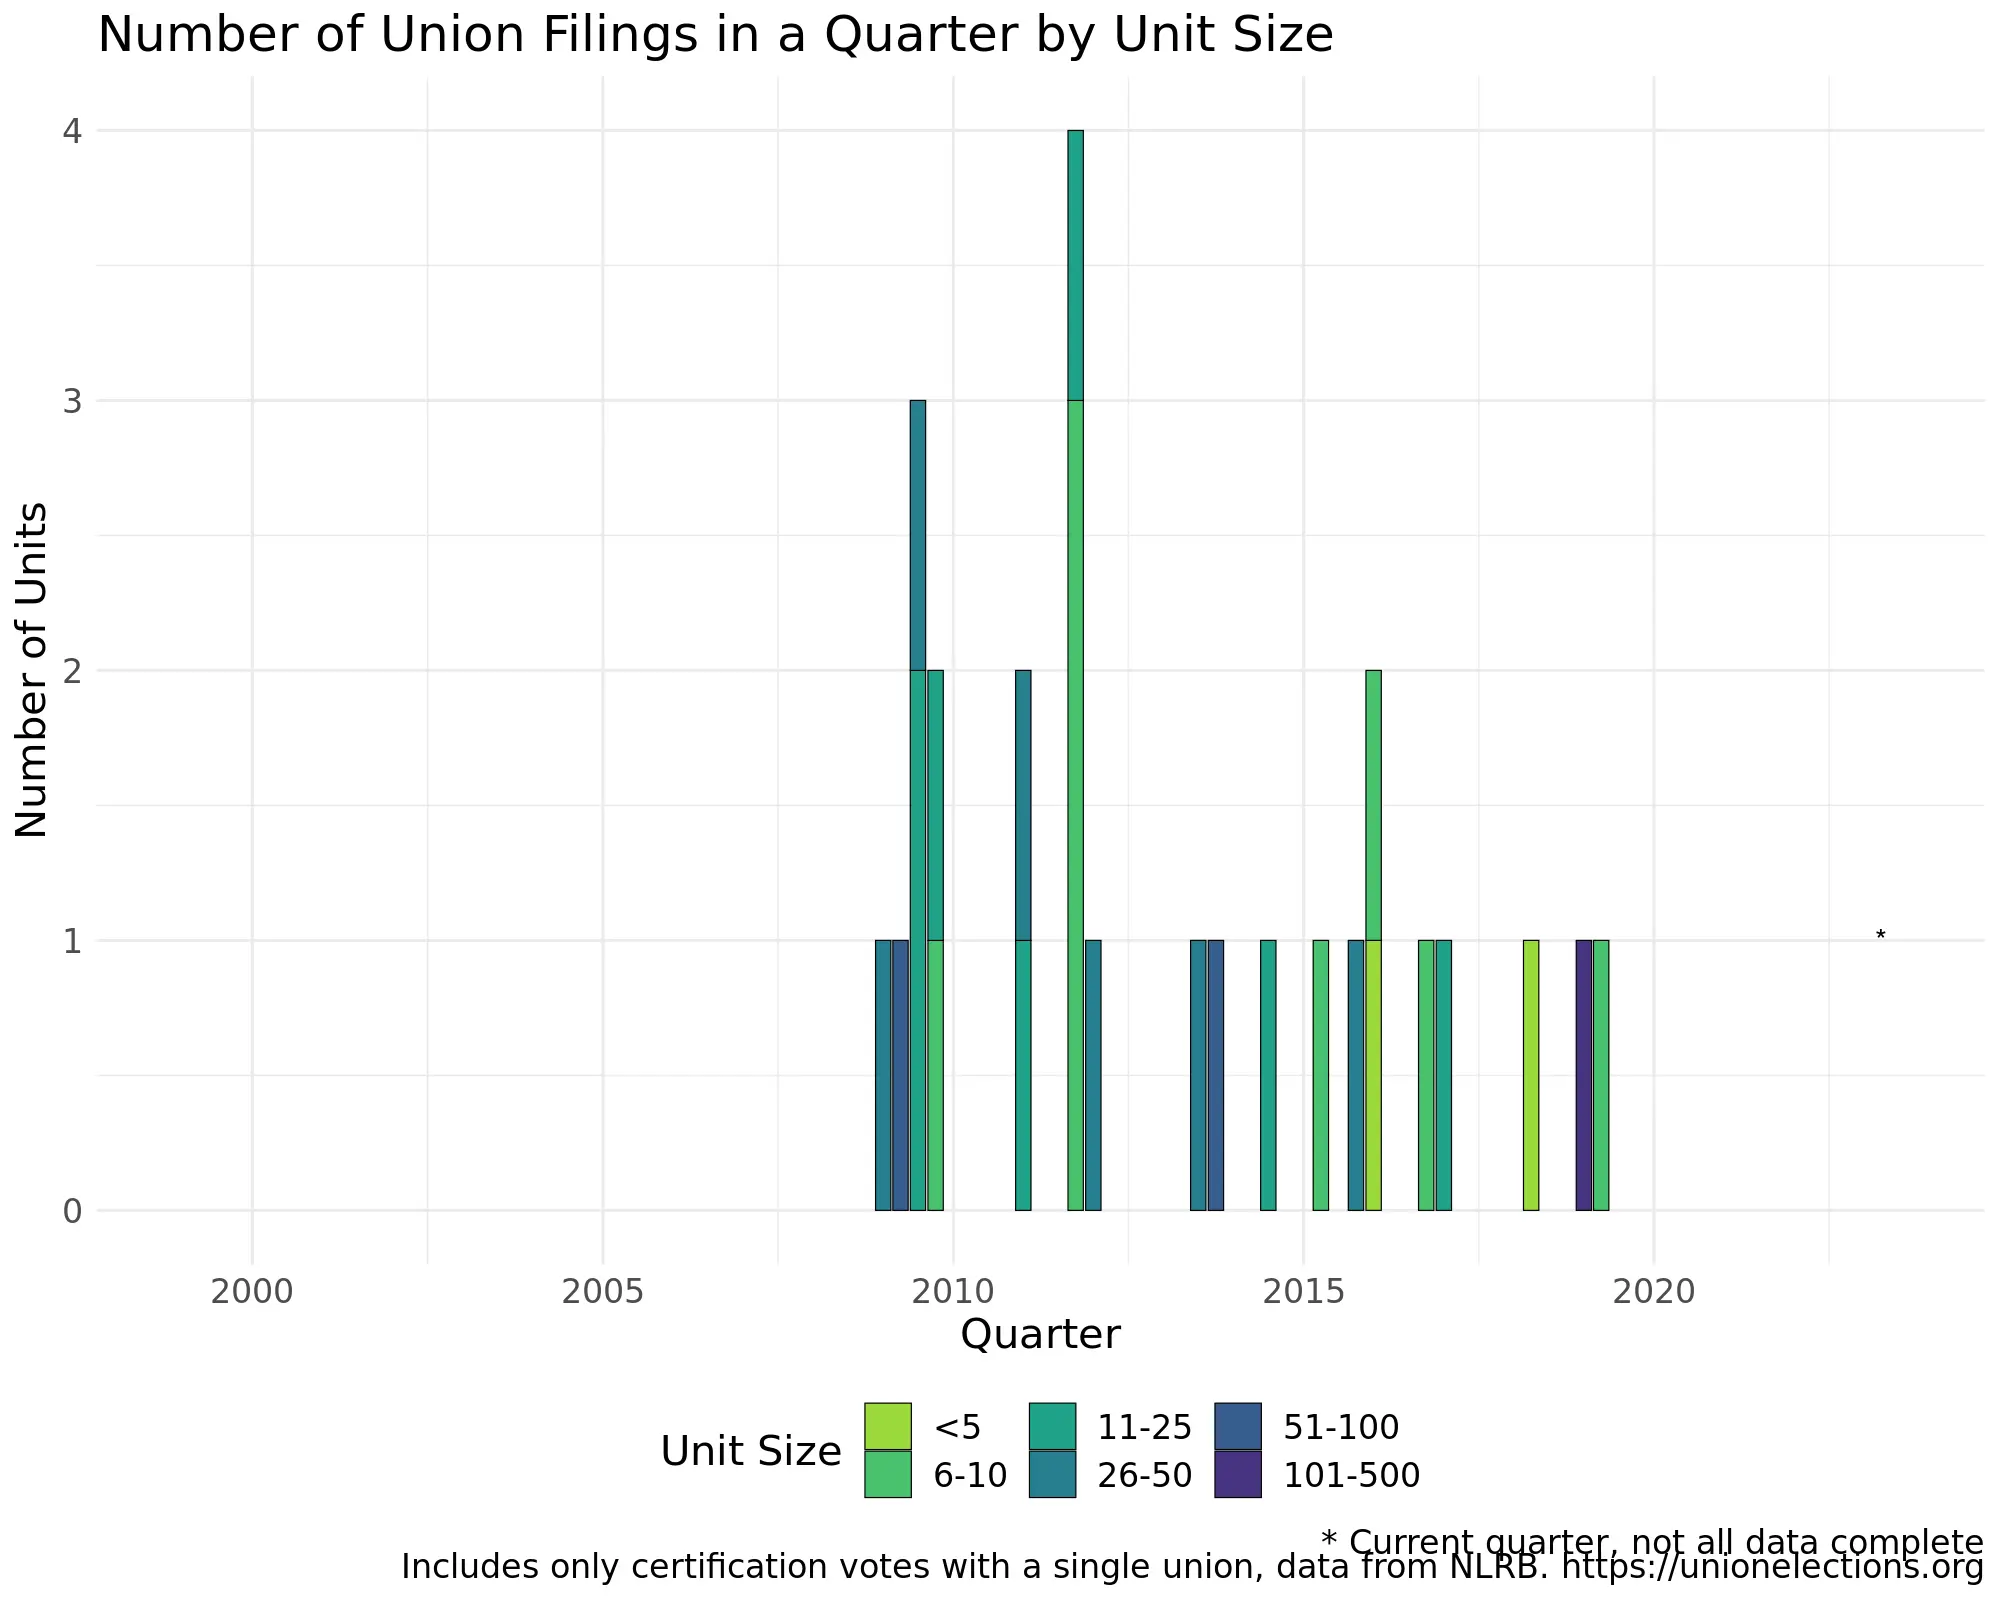 Number of Union Filings in a Quarter by Unit Size
Number of Units
4
3
2
1
0
*
2000 2005 2010 2015 2020
Quarter
Unit Size
<5 11-25 51-100
6-10 26-50 101-500
* Current quarter, not all data complete
Includes only certification votes with a single union, data from NLRB. https://unionelections.org